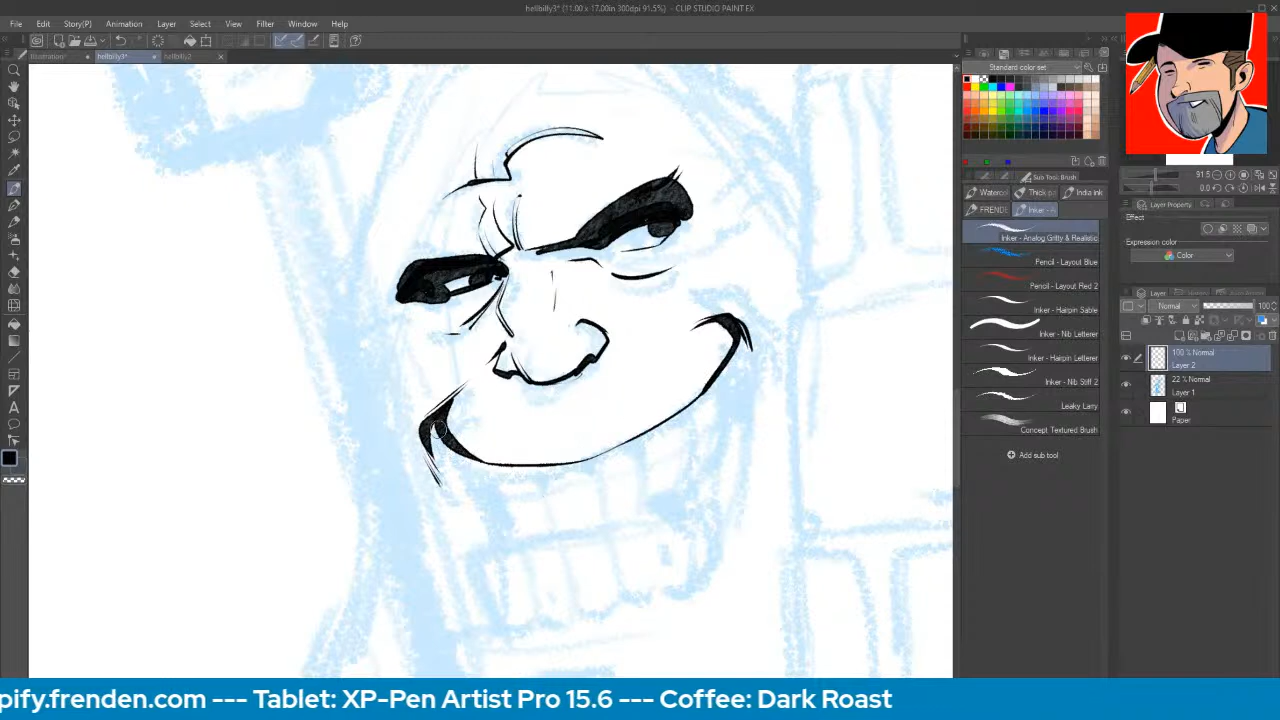 hellbilly3* (11.00 x 17.00in 300dpi 91.5%) - CLIP STUDIO PAINT EX
File Edit Story(P) Animation Layer Select View Filter Window Help
hellbilly3* hellbilly2
Standard color set
Sub Tool: Brush
Watercol Thick pa India ink
FRENDE Inker - A
Inker - Analog Gritty & Realistic
Pencil - Layout Blue
Pencil - Layout Red 2
Inker - Hairpin Sable
Inker - Nib Letterer
Inker - Hairpin Letterer
Inker - Nib Stiff 2
Leaky Larry
Concept Textured Brush
Add sub tool
91.5
0.0
Layer Property
Effect
Expression color
Color
Layer
Normal 100
100 % Normal
Layer 2
22 % Normal
Layer 1
Paper
pify.frenden.com --- Tablet: XP-Pen Artist Pro 15.6 --- Coffee: Dark Roast